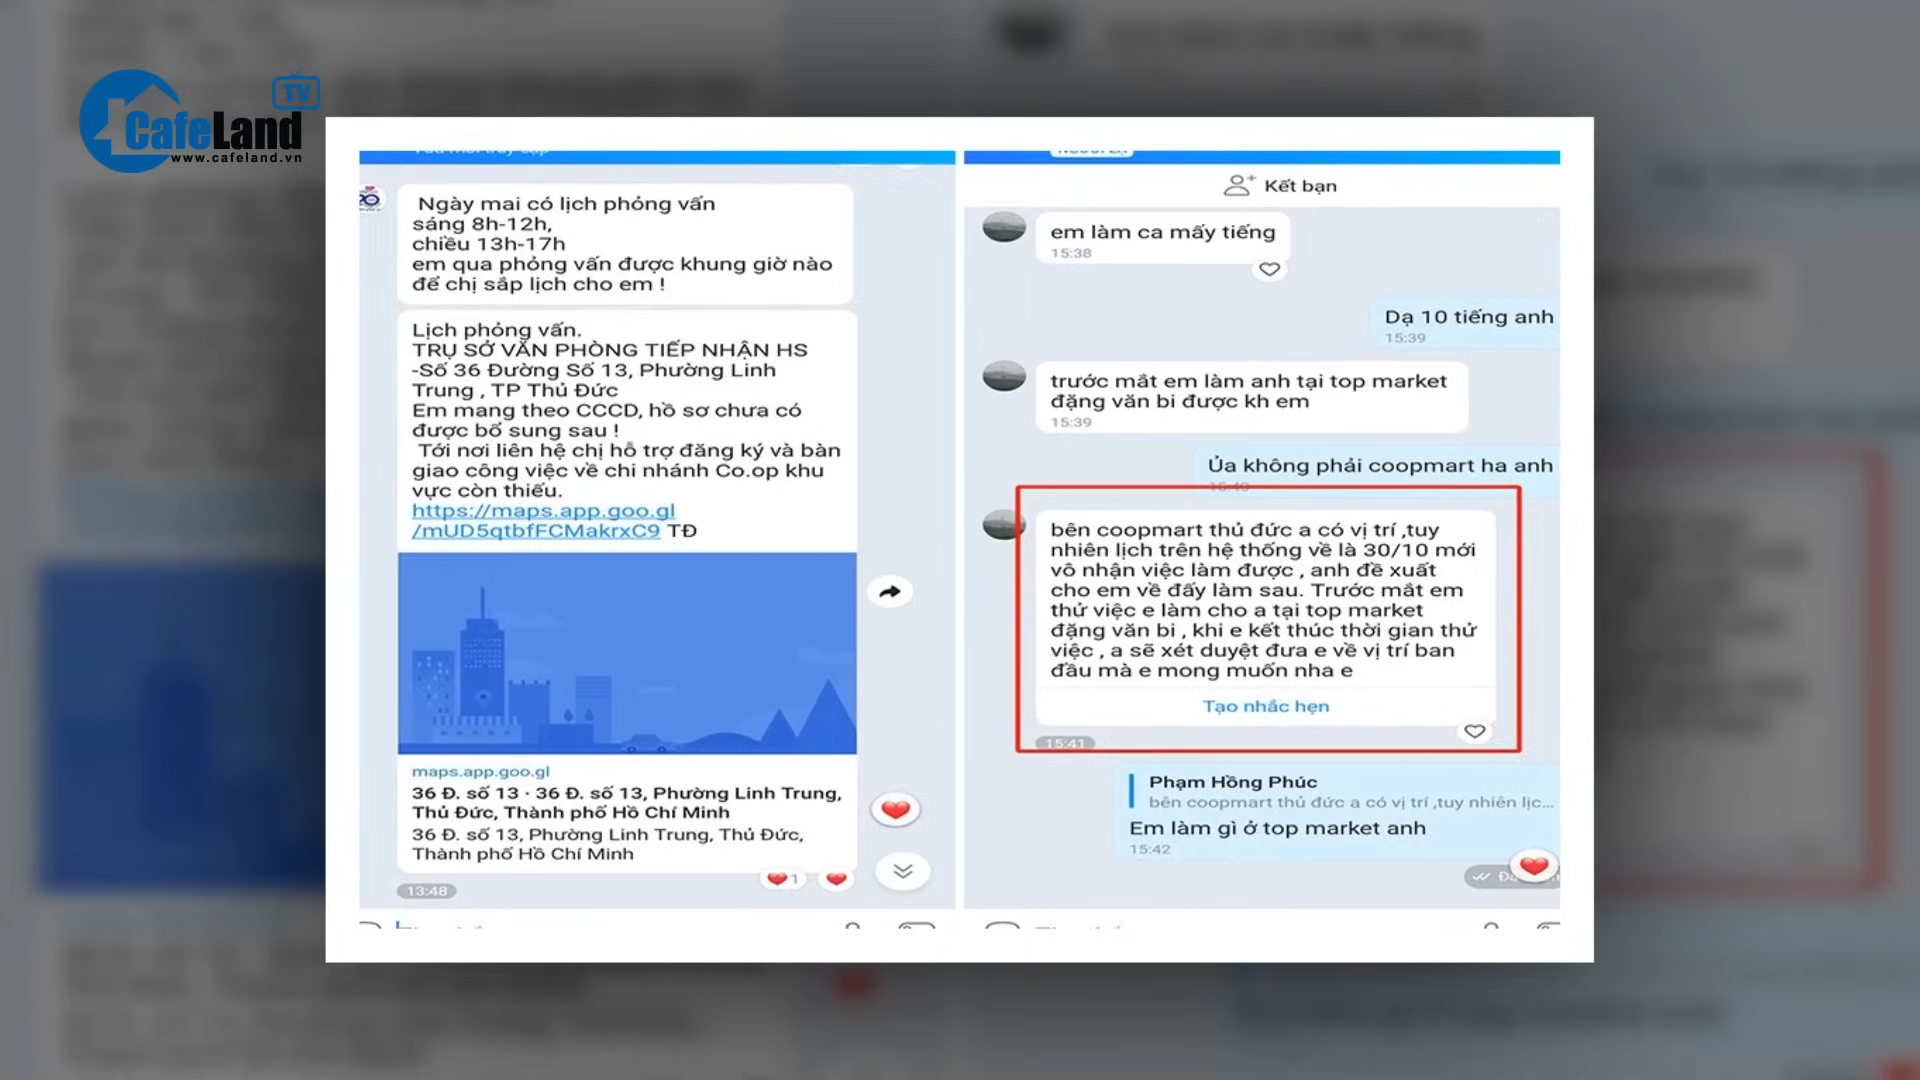 CafeLand TV
www.cafeland.vn
Ngày mai có lịch phỏng vấn
sáng 8h-12h,
chiều 13h-17h
em qua phỏng vấn được khung giờ nào
để chị sắp lịch cho em !
Lịch phỏng vấn.
TRỤ SỞ VĂN PHÒNG TIẾP NHẬN HS
-Số 36 Đường Số 13, Phường Linh
Trung , TP Thủ Đức
Em mang theo CCCD, hồ sơ chưa có
được bổ sung sau !
Tới nơi liên hệ chị hỗ trợ đăng ký và bàn
giao công việc về chi nhánh Co.op khu
vực còn thiếu.
https://maps.app.goo.gl
/mUD5qtbfFCMakrxC9 TĐ
maps.app.goo.gl
36 Đ. số 13 · 36 Đ. số 13, Phường Linh Trung,
Thủ Đức, Thành phố Hồ Chí Minh
36 Đ. số 13, Phường Linh Trung, Thủ Đức,
Thành phố Hồ Chí Minh
1
13:48
Kết bạn
em làm ca mấy tiếng
15:38
Dạ 10 tiếng anh
15:39
trước mắt em làm anh tại top market
đặng văn bi được kh em
15:39
Ủa không phải coopmart ha anh
15:40
bên coopmart thủ đức a có vị trí ,tuy
nhiên lịch trên hệ thống về là 30/10 mới
vô nhận việc làm được , anh đề xuất
cho em về đấy làm sau. Trước mắt em
thử việc e làm cho a tại top market
đặng văn bi , khi e kết thúc thời gian thử
việc , a sẽ xét duyệt đưa e về vị trí ban
đầu mà e mong muốn nha e
Tạo nhắc hẹn
15:41
Phạm Hồng Phúc
bên coopmart thủ đức a có vị trí ,tuy nhiên lịc...
Em làm gì ở top market anh
15:42